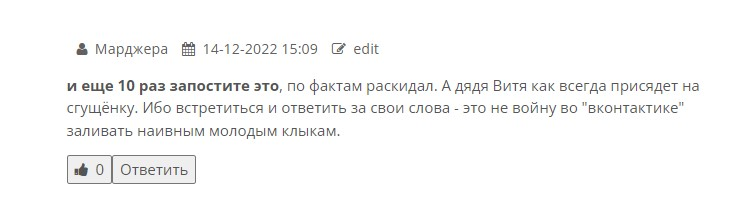 Марджера 14-12-2022 15:09 edit
и еще 10 раз запостите это, по фактам раскидал. А дядя Витя как всегда присядет на
сгущёнку. Ибо встретиться и ответить за свои слова - это не войну во "вконтактике"
заливать наивным молодым клыкам.
0 Ответить